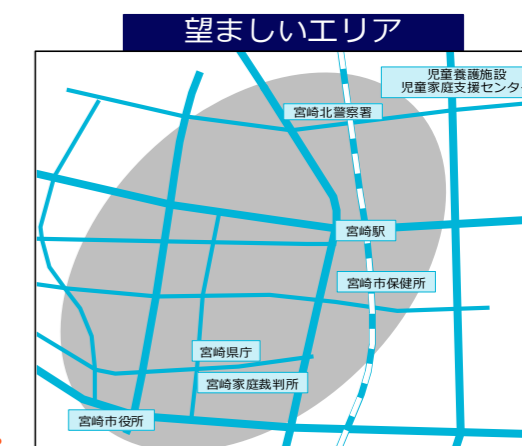 望ましいエリア
児童養護施設
児童家庭支援センター
宮崎北警察署
宮崎駅
宮崎市保健所
宮崎県庁
宮崎家庭裁判所
宮崎市役所